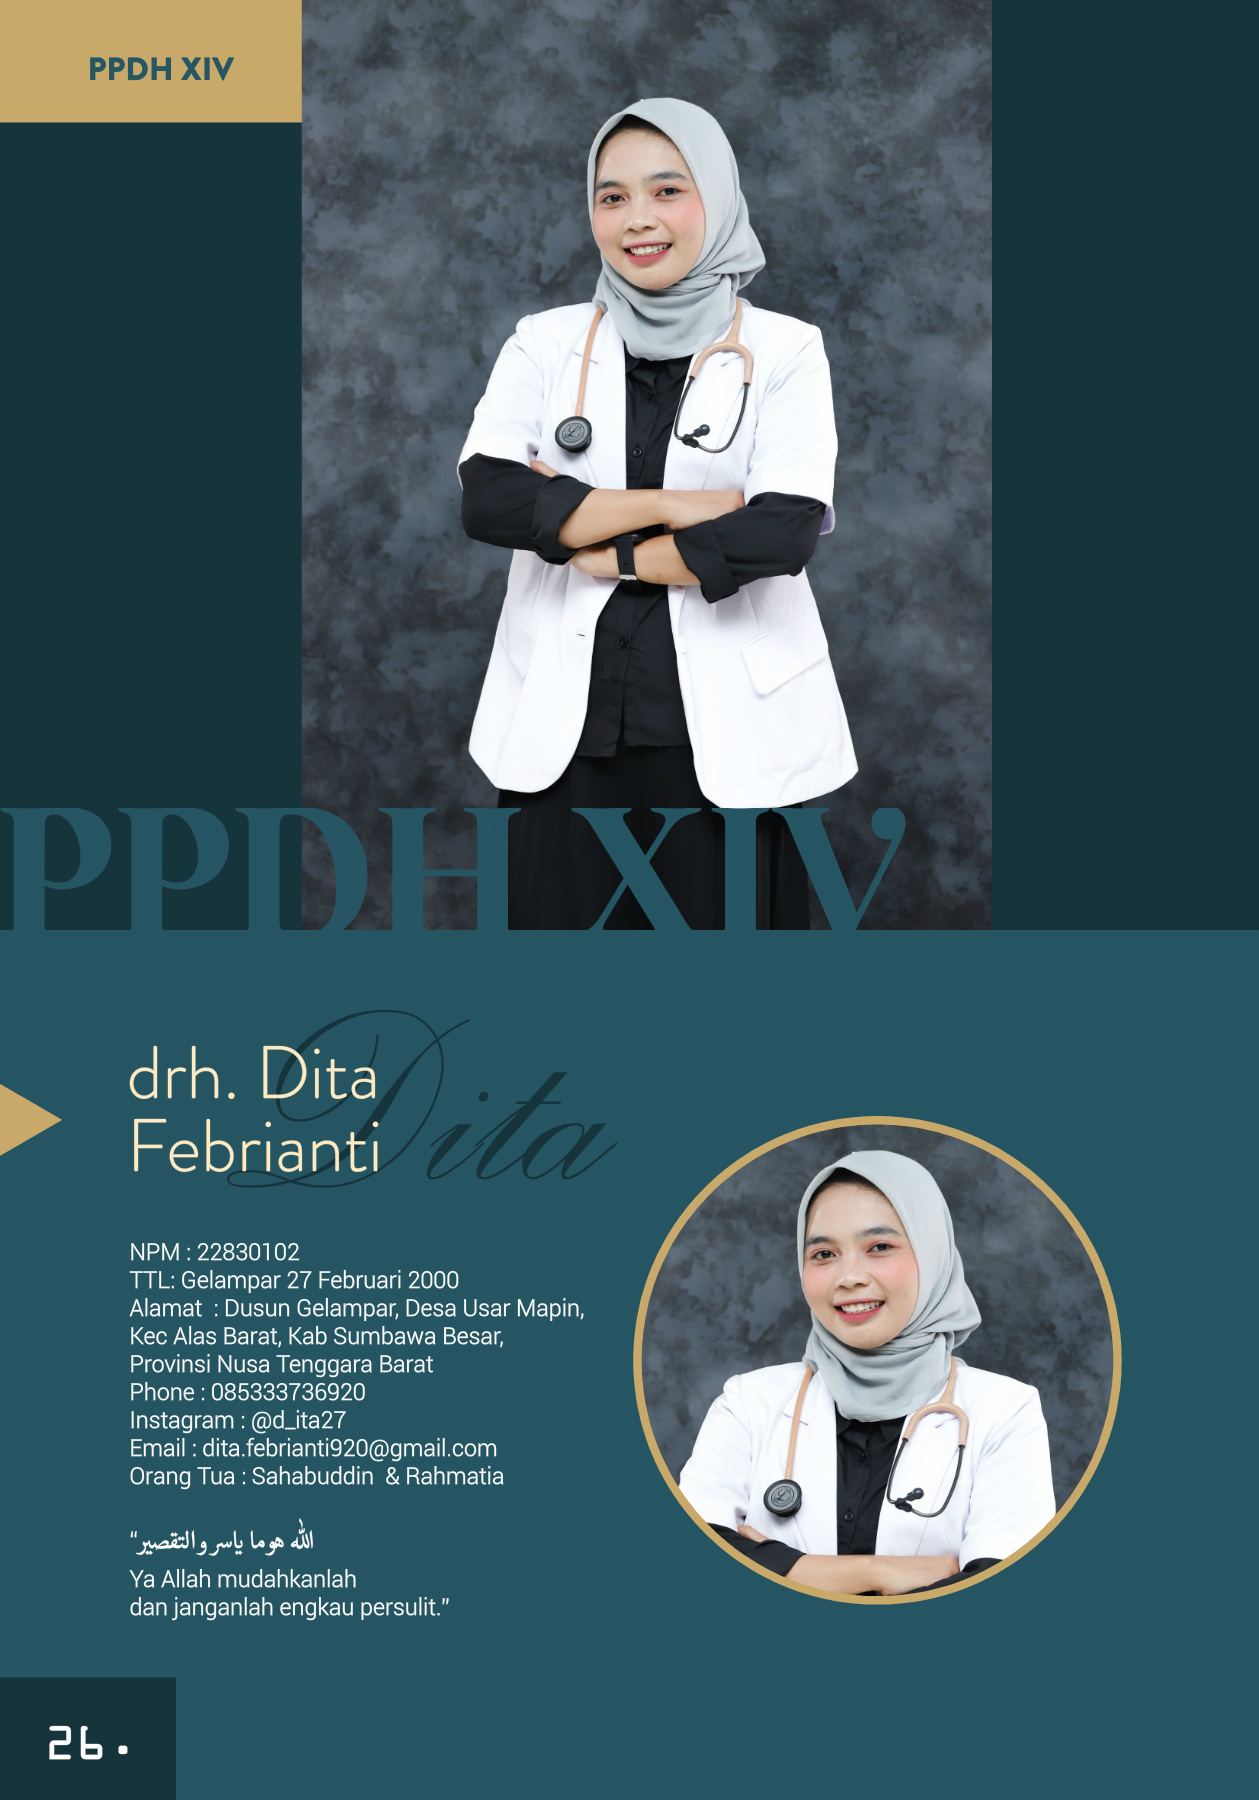 PPDH XIV
PPDH XIV
Dita
drh. Dita
Febrianti
NPM : 22830102
TTL: Gelampar 27 Februari 2000
Alamat : Dusun Gelampar, Desa Usar Mapin,
Kec Alas Barat, Kab Sumbawa Besar,
Provinsi Nusa Tenggara Barat
Phone : 085333736920
Instagram : @d_ita27
Email : dita.febrianti920@gmail.com
Orang Tua : Sahabuddin & Rahmatia
“الله هوما ياسر و التقصير
Ya Allah mudahkanlah
dan janganlah engkau persulit.”
26.